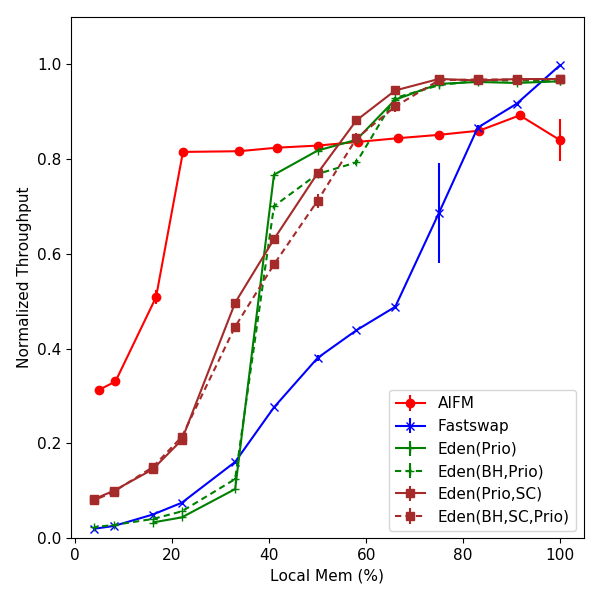 1.0
0.8
0.6
0.4
0.2
0.0
Normalized Throughput
0
20
40
60
80
100
Local Mem (%)
AIFM
Fastswap
Eden(Prio)
Eden(BH,Prio)
Eden(Prio,SC)
Eden(BH,SC,Prio)